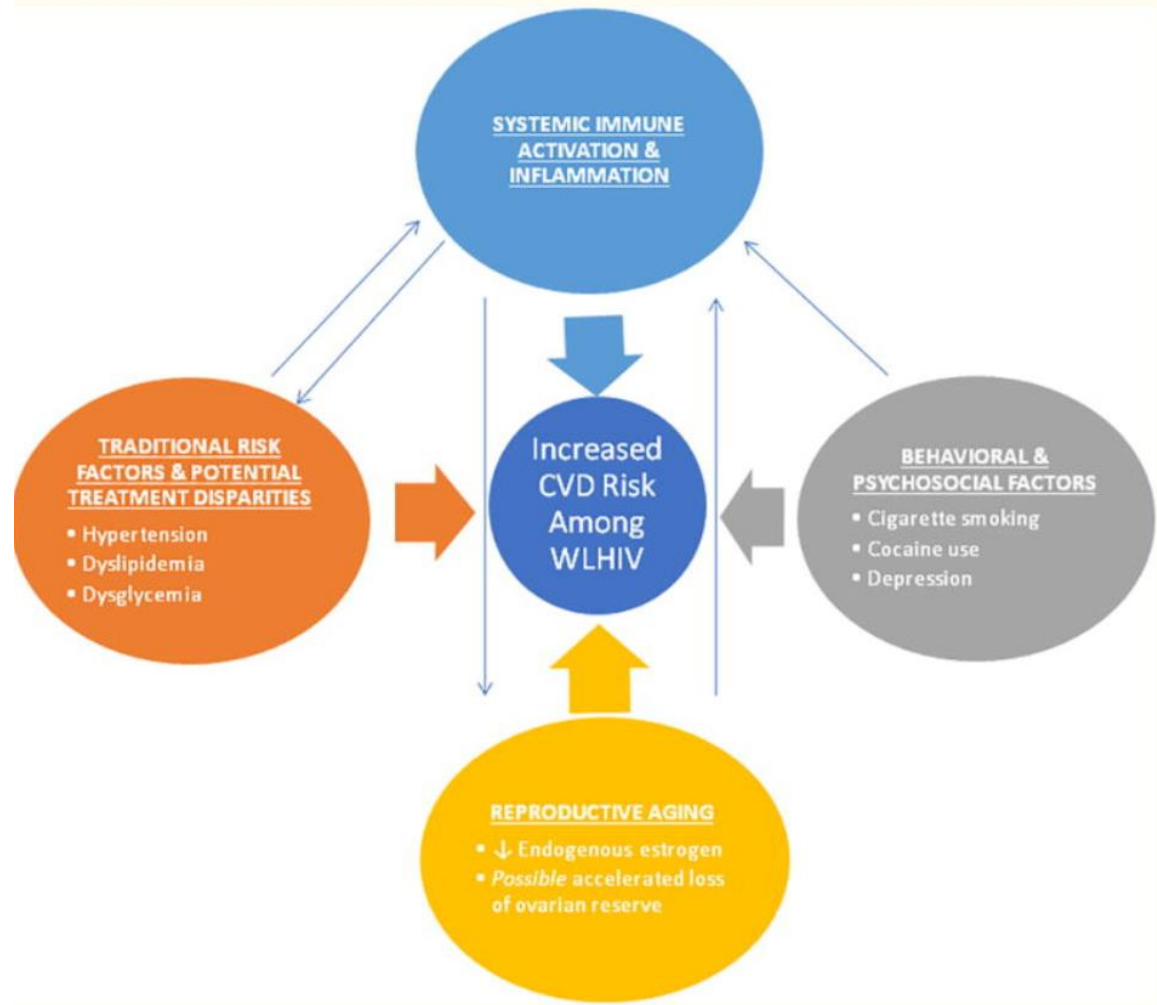 SYSTEMIC IMMUNE
ACTIVATION &
INFLAMMATION
TRADITIONAL RISK
FACTORS & POTENTIAL
TREATMENT DISPARITIES
▪ Hypertension
▪ Dyslipidemia
▪ Dysglycemia
Increased
CVD Risk
Among
WLHIV
BEHAVIORAL &
PSYCHOSOCIAL FACTORS
▪ Cigarette smoking
▪ Cocaine use
▪ Depression
REPRODUCTIVE AGING
▪ ↓ Endogenous estrogen
▪ Possible accelerated loss
of ovarian reserve